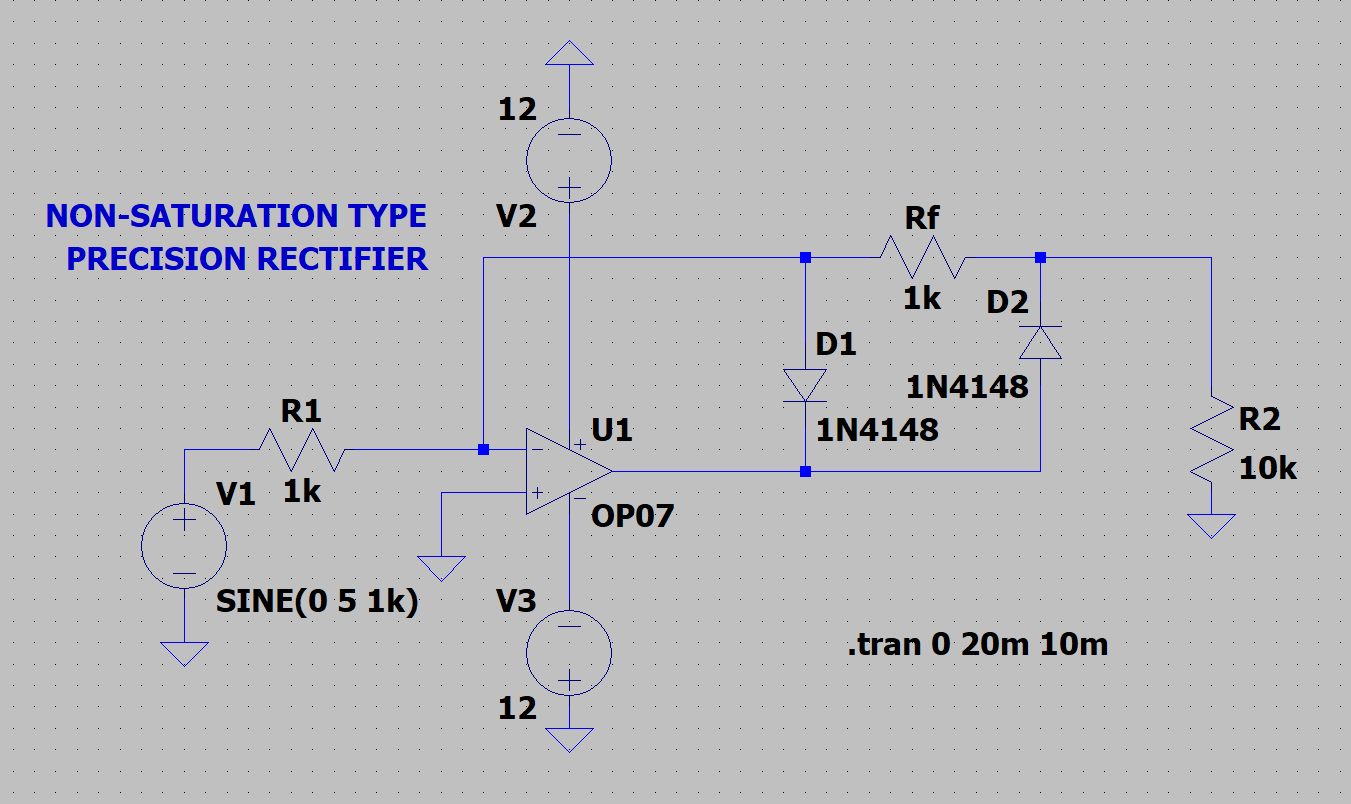 12
V2
NON-SATURATION TYPE
PRECISION RECTIFIER
Rf
1k
D2
D1
1N4148
1N4148
R1
1k
U1
OP07
V1
SINE(0 5 1k)
V3
12
R2
10k
.tran 0 20m 10m